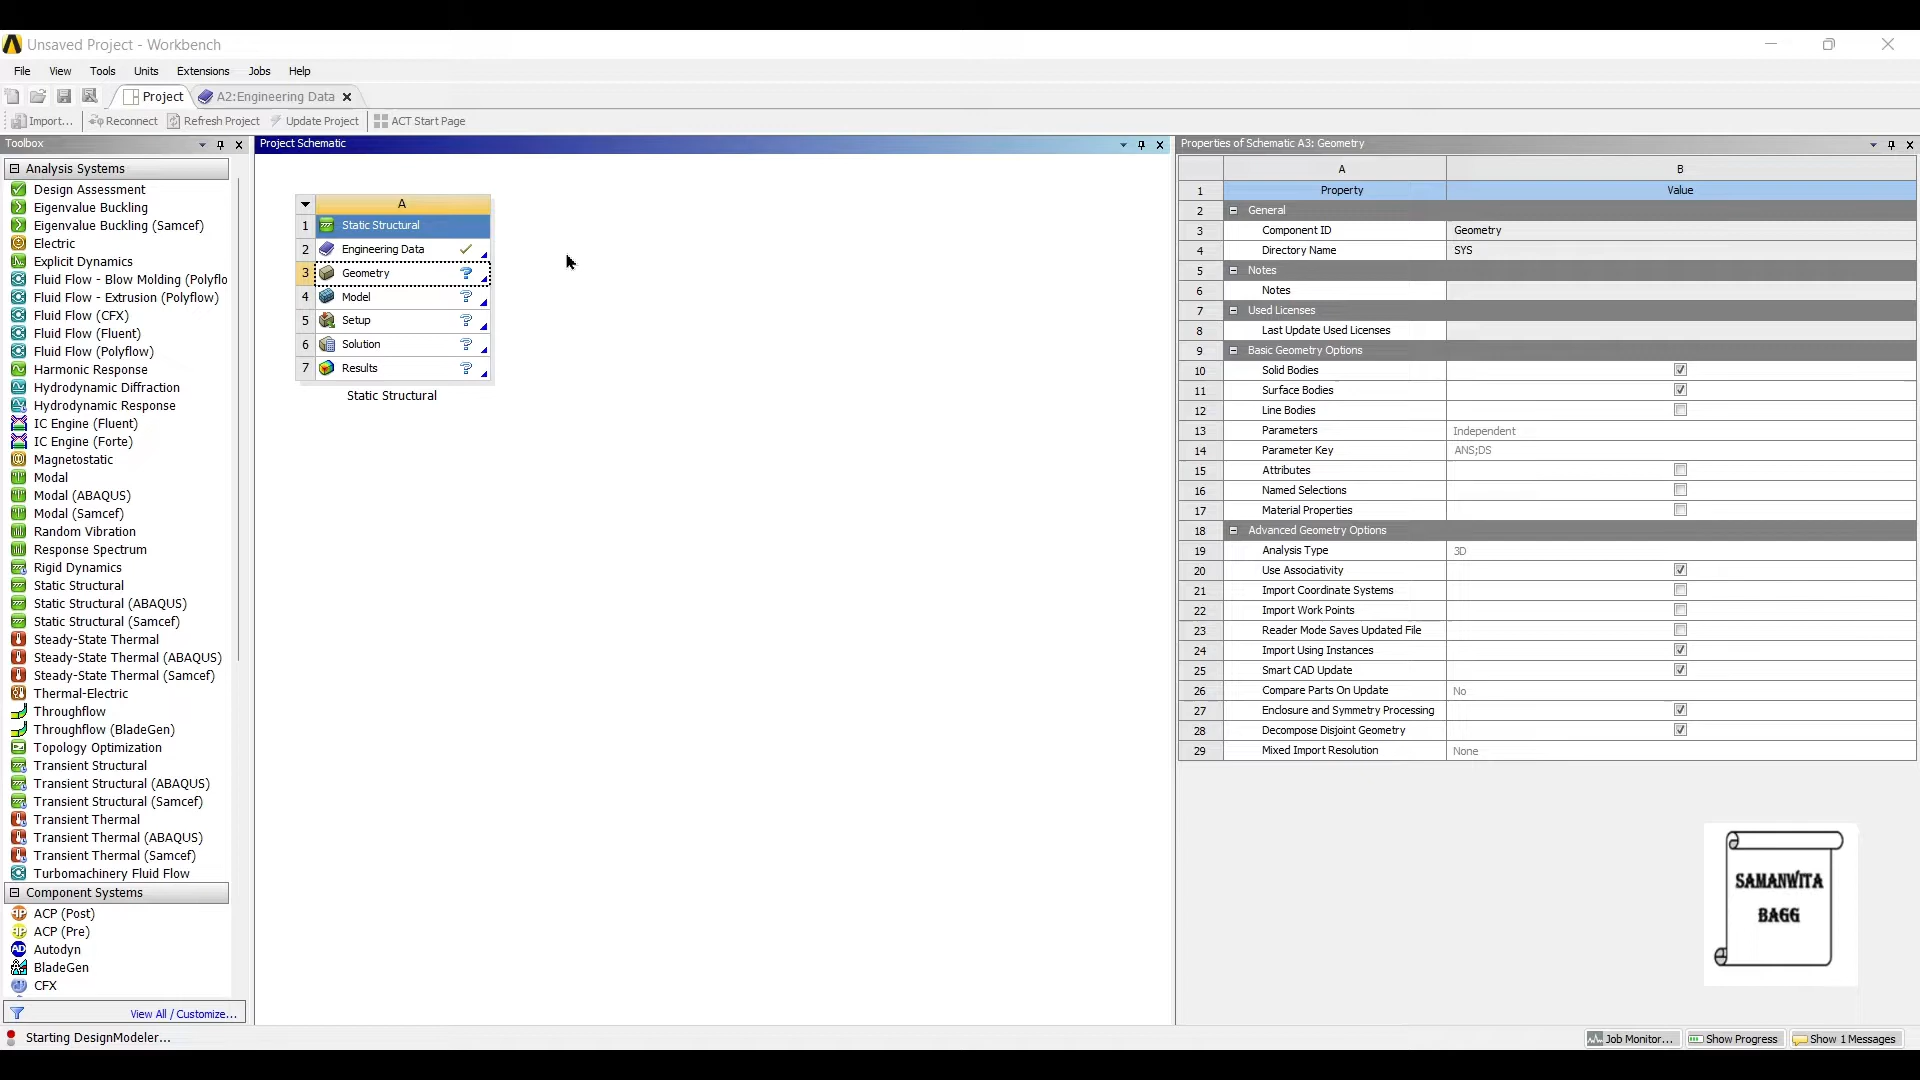 Unsaved Project - Workbench
File View Tools Units Extensions Jobs Help
Project A2:Engineering Data
Import... Reconnect Refresh Project Update Project ACT Start Page
Toolbox
Analysis Systems
Design Assessment
Eigenvalue Buckling
Eigenvalue Buckling (Samcef)
Electric
Explicit Dynamics
Fluid Flow - Blow Molding (Polyflo
Fluid Flow - Extrusion (Polyflow)
Fluid Flow (CFX)
Fluid Flow (Fluent)
Fluid Flow (Polyflow)
Harmonic Response
Hydrodynamic Diffraction
Hydrodynamic Response
IC Engine (Fluent)
IC Engine (Forte)
Magnetostatic
Modal
Modal (ABAQUS)
Modal (Samcef)
Random Vibration
Response Spectrum
Rigid Dynamics
Static Structural
Static Structural (ABAQUS)
Static Structural (Samcef)
Steady-State Thermal
Steady-State Thermal (ABAQUS)
Steady-State Thermal (Samcef)
Thermal-Electric
Throughflow
Throughflow (BladeGen)
Topology Optimization
Transient Structural
Transient Structural (ABAQUS)
Transient Structural (Samcef)
Transient Thermal
Transient Thermal (ABAQUS)
Transient Thermal (Samcef)
Turbomachinery Fluid Flow
Component Systems
ACP (Post)
ACP (Pre)
Autodyn
BladeGen
CFX
View All / Customize...
Project Schematic
A
1 Static Structural
2 Engineering Data
3 Geometry ?
4 Model ?
5 Setup ?
6 Solution ?
7 Results ?
Static Structural
Properties of Schematic A3: Geometry
A B
1 Property Value
2 General
3 Component ID Geometry
4 Directory Name SYS
5 Notes
6 Notes
7 Used Licenses
8 Last Update Used Licenses
9 Basic Geometry Options
10 Solid Bodies
11 Surface Bodies
12 Line Bodies
13 Parameters Independent
14 Parameter Key ANS;DS
15 Attributes
16 Named Selections
17 Material Properties
18 Advanced Geometry Options
19 Analysis Type 3D
20 Use Associativity
21 Import Coordinate Systems
22 Import Work Points
23 Reader Mode Saves Updated File
24 Import Using Instances
25 Smart CAD Update
26 Compare Parts On Update No
27 Enclosure and Symmetry Processing
28 Decompose Disjoint Geometry
29 Mixed Import Resolution None
SAMANWITA
BAGG
Starting DesignModeler...
Job Monitor... Show Progress Show 1 Messages